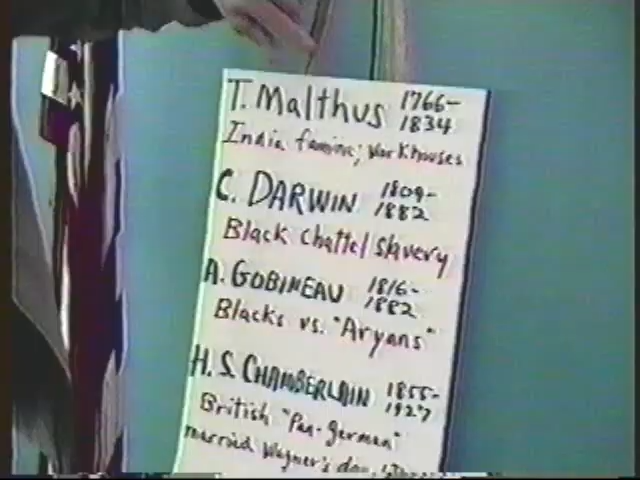 T. Malthus 1766-
1834
India famine; Workhouses
C. DARWIN 1809-
1882
Black Chattel Slavery
A. GOBINEAU 1816-
1882
Blacks vs. "Aryans"
H. S. CHAMBERLAIN 1855-
1927
British "Pan-German"
married Wagner's